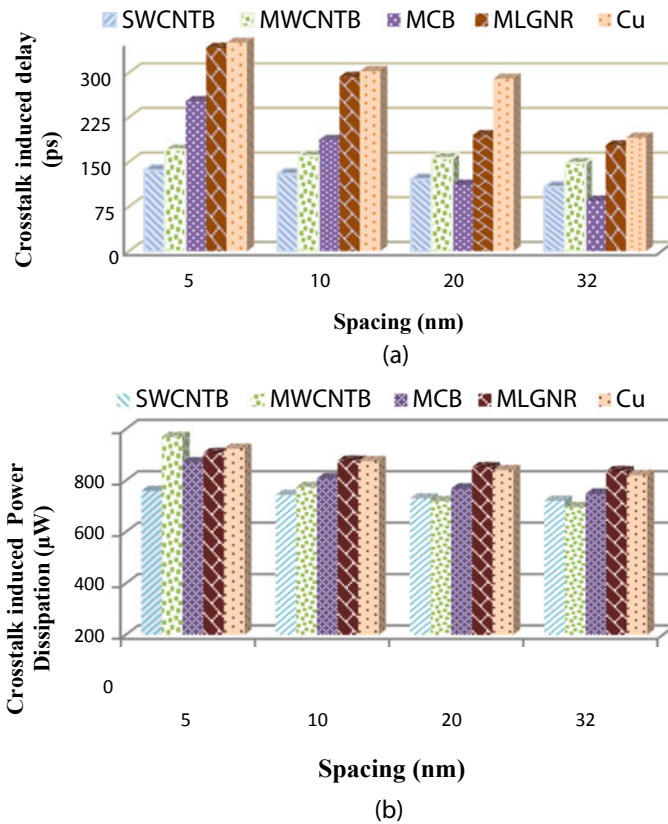 SWCNTB MWCNTB MCB MLGNR Cu
Crosstalk induced delay
(ps)
300
225
150
75
0
5 10 20 32
Spacing (nm)
(a)
SWCNTB MWCNTB MCB MLGNR Cu
Crosstalk induced Power
Dissipation (µW)
800
600
400
200
0
5 10 20 32
Spacing (nm)
(b)